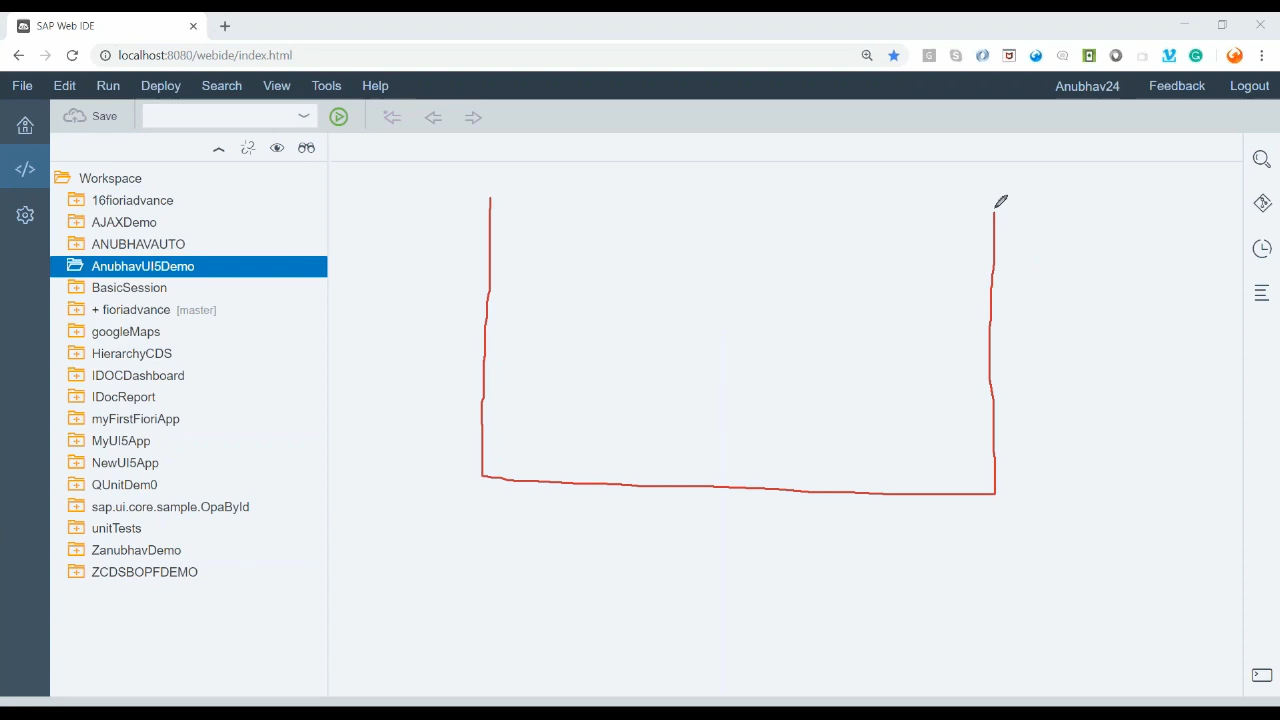 SAP Web IDE
localhost:8080/webide/index.html
File Edit Run Deploy Search View Tools Help Anubhav24 Feedback Logout
Save
Workspace
16fioriadvance
AJAXDemo
ANUBHAVAUTO
AnubhavUI5Demo
BasicSession
+ fioriadvance [master]
googleMaps
HierarchyCDS
IDOCDashboard
IDocReport
myFirstFioriApp
MyUI5App
NewUI5App
QUnitDem0
sap.ui.core.sample.OpaById
unitTests
ZanubhavDemo
ZCDSBOPFDEMO